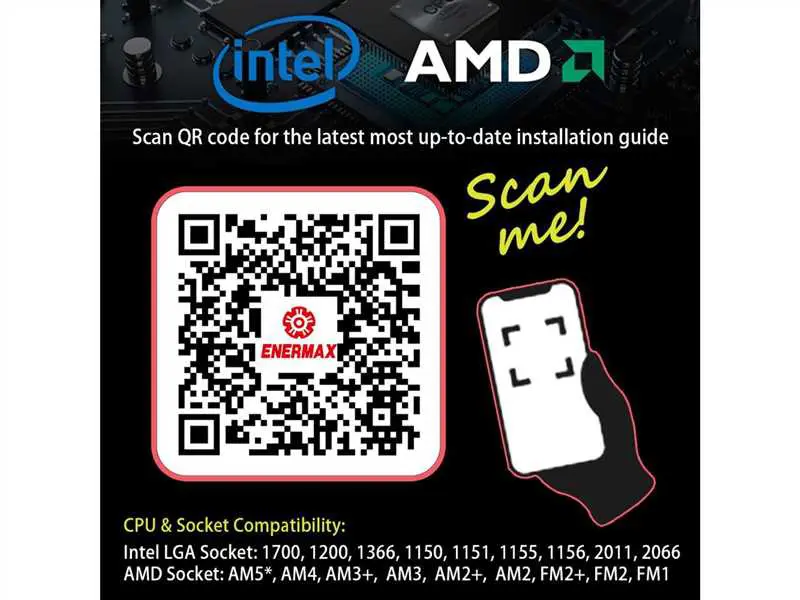 intel AMD
Scan QR code for the latest most up-to-date installation guide
Scan
me!
ENERMAX
CPU & Socket Compatibility:
Intel LGA Socket: 1700, 1200, 1366, 1150, 1151, 1155, 1156, 2011, 2066
AMD Socket: AM5*, AM4, AM3+, AM3, AM2+, AM2, FM2+, FM2, FM1